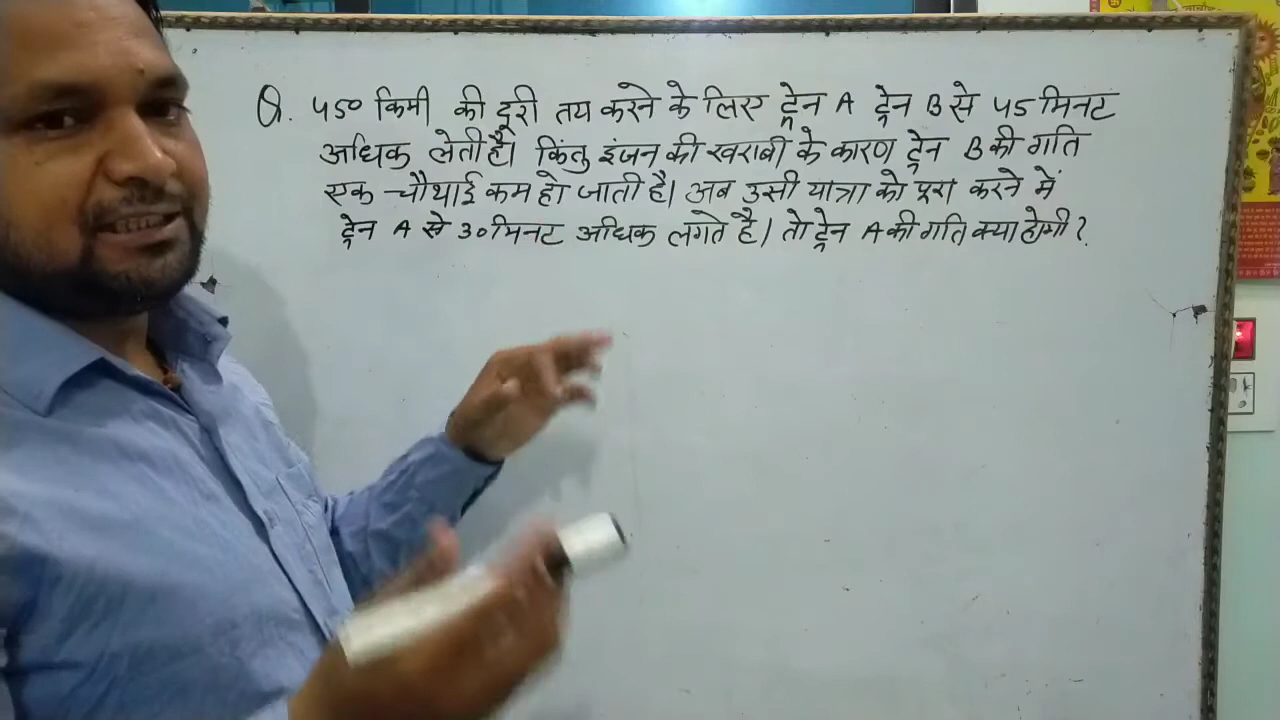 Q. 450 किमी की दूरी तय करने के लिए ट्रेन A ट्रेन B से 45 मिनट
अधिक लेती है। किंतु इंजन की खराबी के कारण ट्रेन B की गति
एक-चौथाई कम हो जाती है। अब उसी यात्रा को पूरा करने में
ट्रेन A से 30 मिनट अधिक लगते है। तो ट्रेन A की गति क्या होगी?